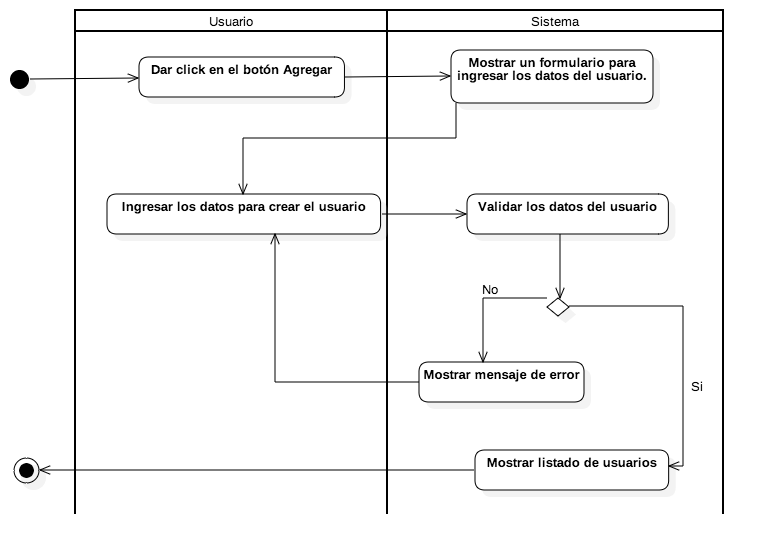 Usuario
Sistema
Dar click en el botón Agregar
Mostrar un formulario para
ingresar los datos del usuario.
Ingresar los datos para crear el usuario
Validar los datos del usuario
No
Mostrar mensaje de error
Si
Mostrar listado de usuarios